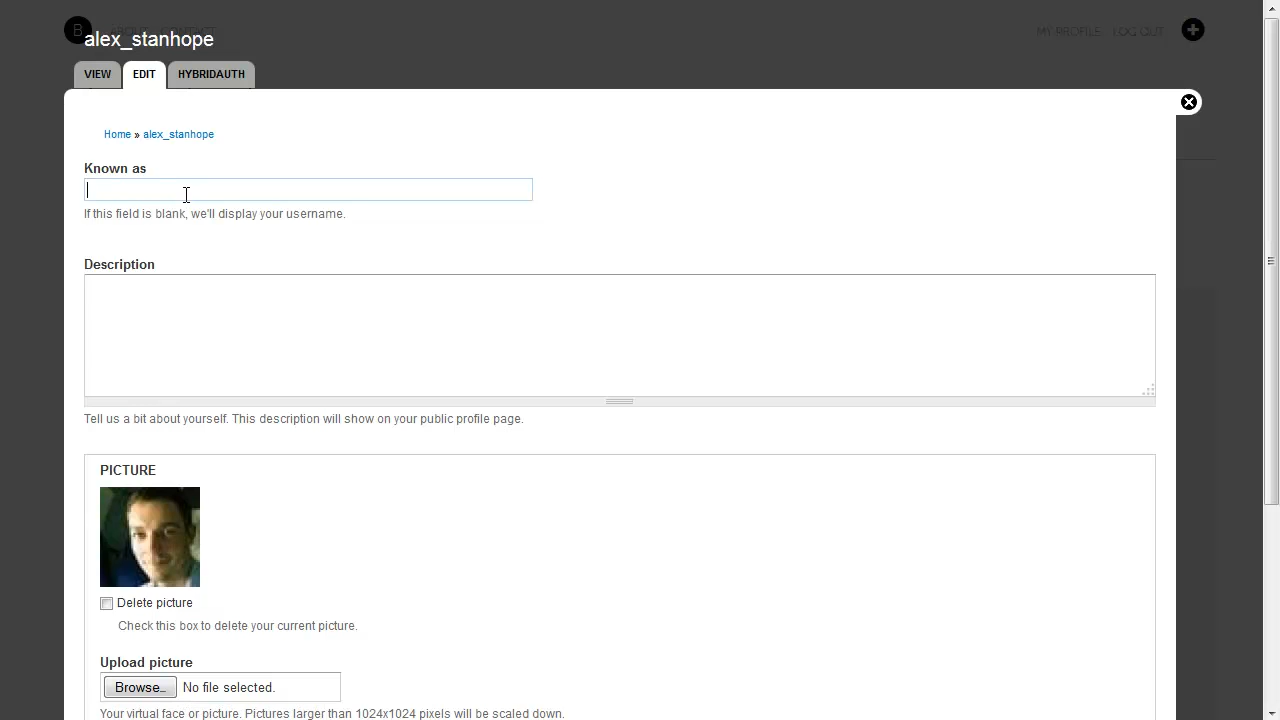 B
MY PROFILE LOG OUT
alex_stanhope
VIEW EDIT HYBRIDAUTH
Home » alex_stanhope
Known as
If this field is blank, we'll display your username.
Description
Tell us a bit about yourself. This description will show on your public profile page.
PICTURE
Delete picture
Check this box to delete your current picture.
Upload picture
Browse... No file selected.
Your virtual face or picture. Pictures larger than 1024x1024 pixels will be scaled down.